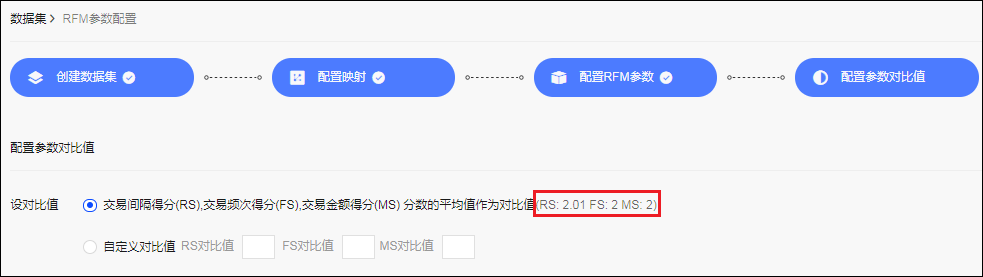 数据集 > RFM参数配置
创建数据集 配置映射 配置RFM参数 配置参数对比值
配置参数对比值
设对比值 交易间隔得分(RS),交易频次得分(FS),交易金额得分(MS) 分数的平均值作为对比值(RS: 2.01 FS: 2 MS: 2)
自定义对比值 RS对比值 FS对比值 MS对比值